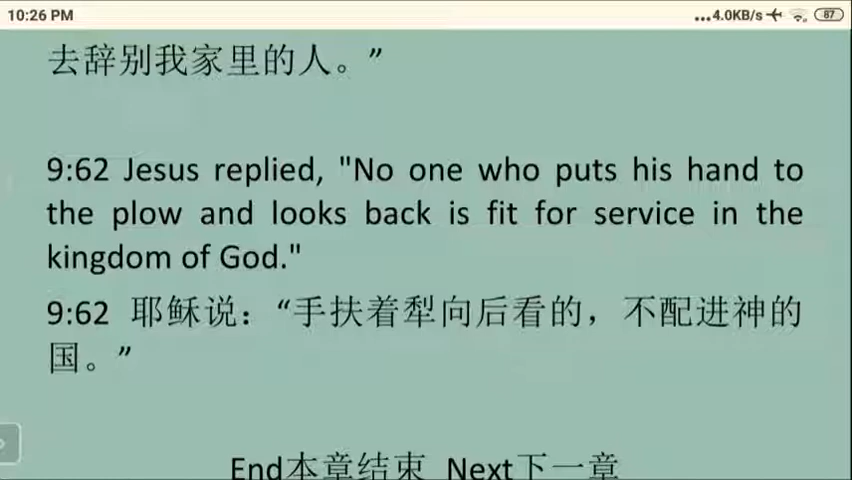 10:26 PM ...4.0KB/s 87
去辞别我家里的人。”
9:62 Jesus replied, "No one who puts his hand to
the plow and looks back is fit for service in the
kingdom of God."
9:62 耶稣说：“手扶着犁向后看的，不配进神的
国。”
End本章结束 Next下一章